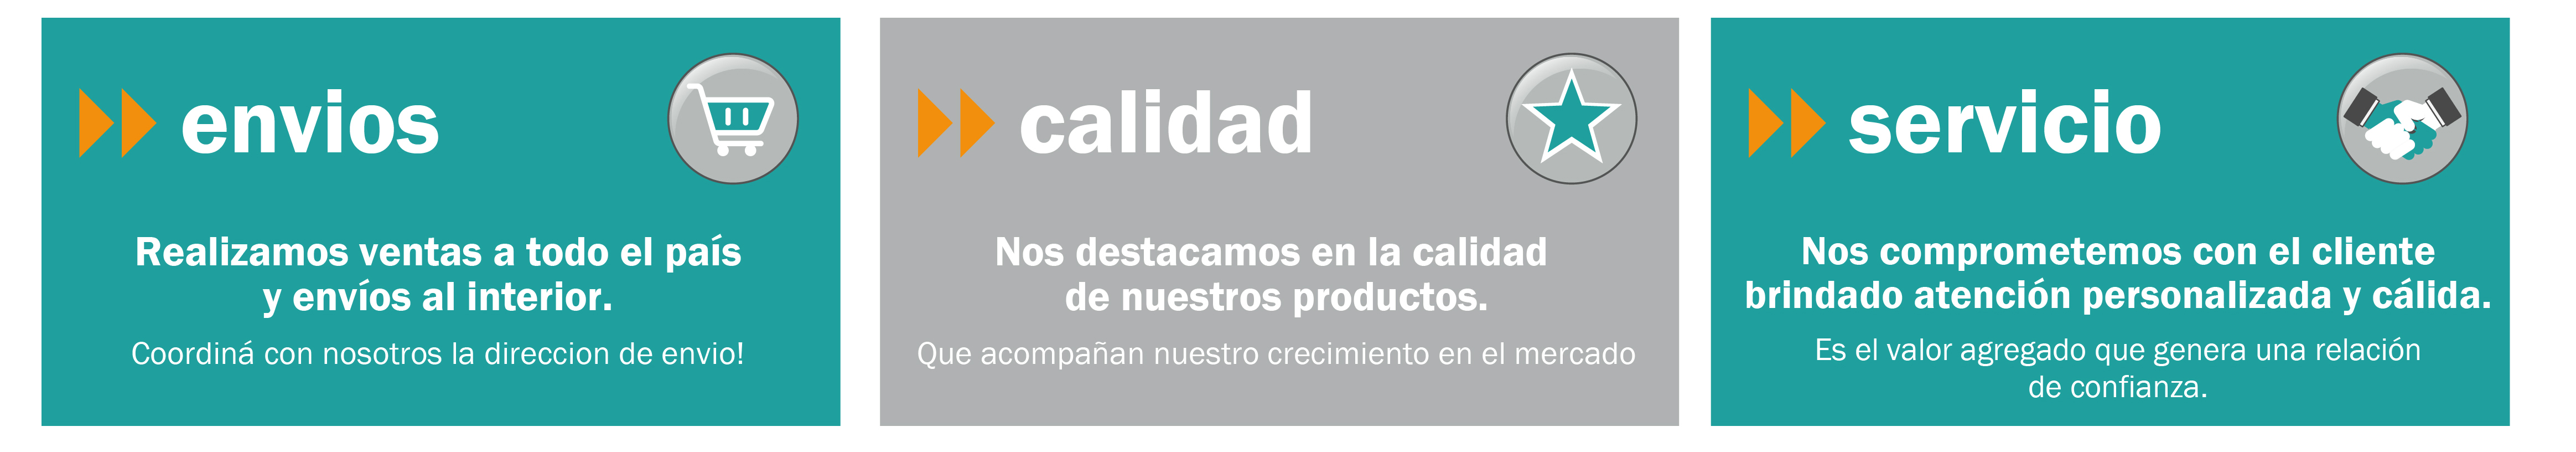 envios
Realizamos ventas a todo el país
y envíos al interior.
Coordiná con nosotros la direccion de envio!
calidad
Nos destacamos en la calidad
de nuestros productos.
Que acompañan nuestro crecimiento en el mercado
servicio
Nos comprometemos con el cliente
brindado atención personalizada y cálida.
Es el valor agregado que genera una relación
de confianza.